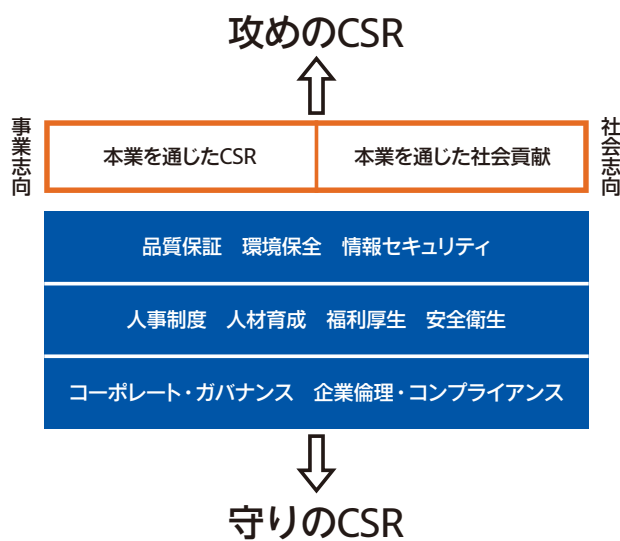 攻めのCSR
事業志向
本業を通じたCSR
本業を通じた社会貢献
社会志向
品質保証 環境保全 情報セキュリティ
人事制度 人材育成 福利厚生 安全衛生
コーポレート・ガバナンス 企業倫理・コンプライアンス
守りのCSR